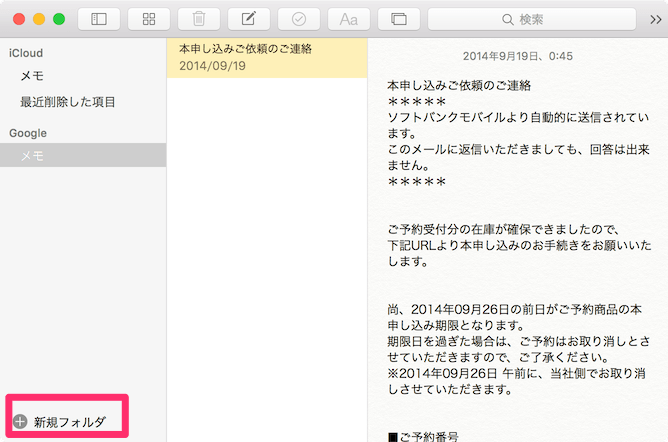 Aa
検索
iCloud
メモ
最近削除した項目
Google
メモ
新規フォルダ
本申し込みご依頼のご連絡
2014/09/19
2014年9月19日、0:45
本申し込みご依頼のご連絡
＊＊＊＊＊
ソフトバンクモバイルより自動的に送信されてい
ます。
このメールに返信いただきましても、回答は出来
ません。
＊＊＊＊＊
ご予約受付分の在庫が確保できましたので、
下記URLより本申し込みのお手続きをお願いいた
します。
尚、2014年09月26日の前日がご予約商品の本
申し込み期限となります。
期限日を過ぎた場合は、ご予約はお取り消しとさ
せていただきますので、ご了承ください。
※2014年09月26日 午前に、当社側でお取り消
しさせていただきます。
■ご予約番号